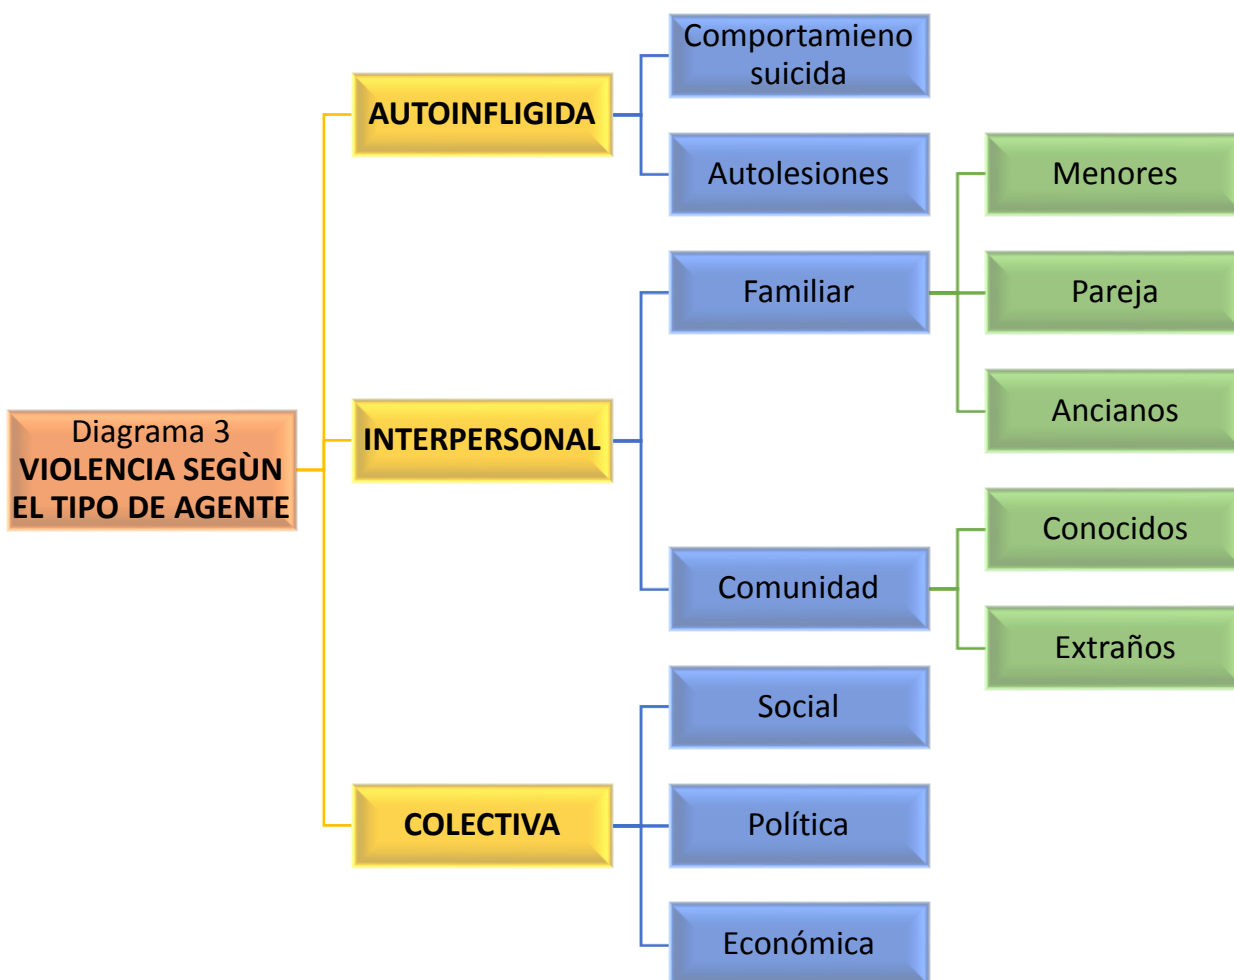 Diagrama 3
VIOLENCIA SEGÙN
EL TIPO DE AGENTE
AUTOINFLIGIDA
Comportamieno
suicida
Autolesiones
INTERPERSONAL
Familiar
Menores
Pareja
Ancianos
Comunidad
Conocidos
Extraños
COLECTIVA
Social
Política
Económica